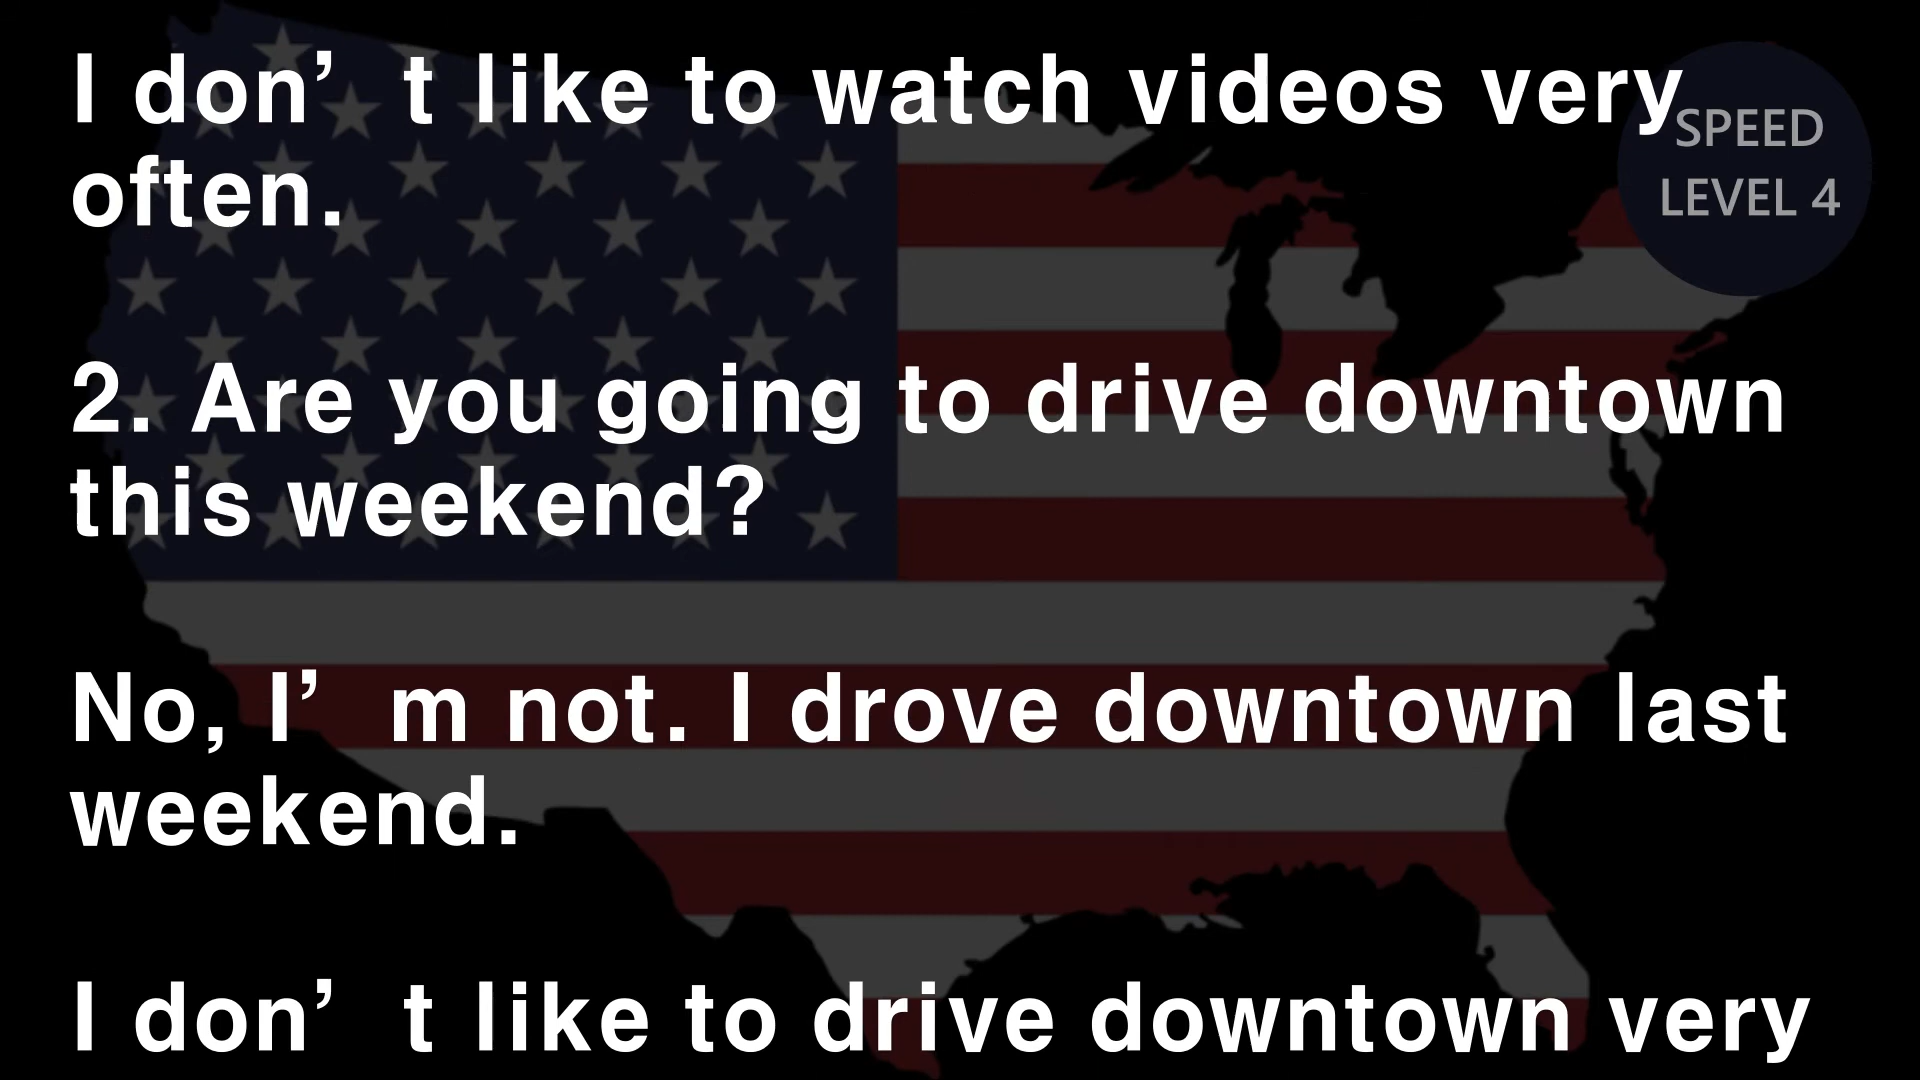 I don’t like to watch videos very
often.
SPEED
LEVEL 4
2. Are you going to drive downtown
this weekend?
No, I’m not. I drove downtown last
weekend.
I don’t like to drive downtown very